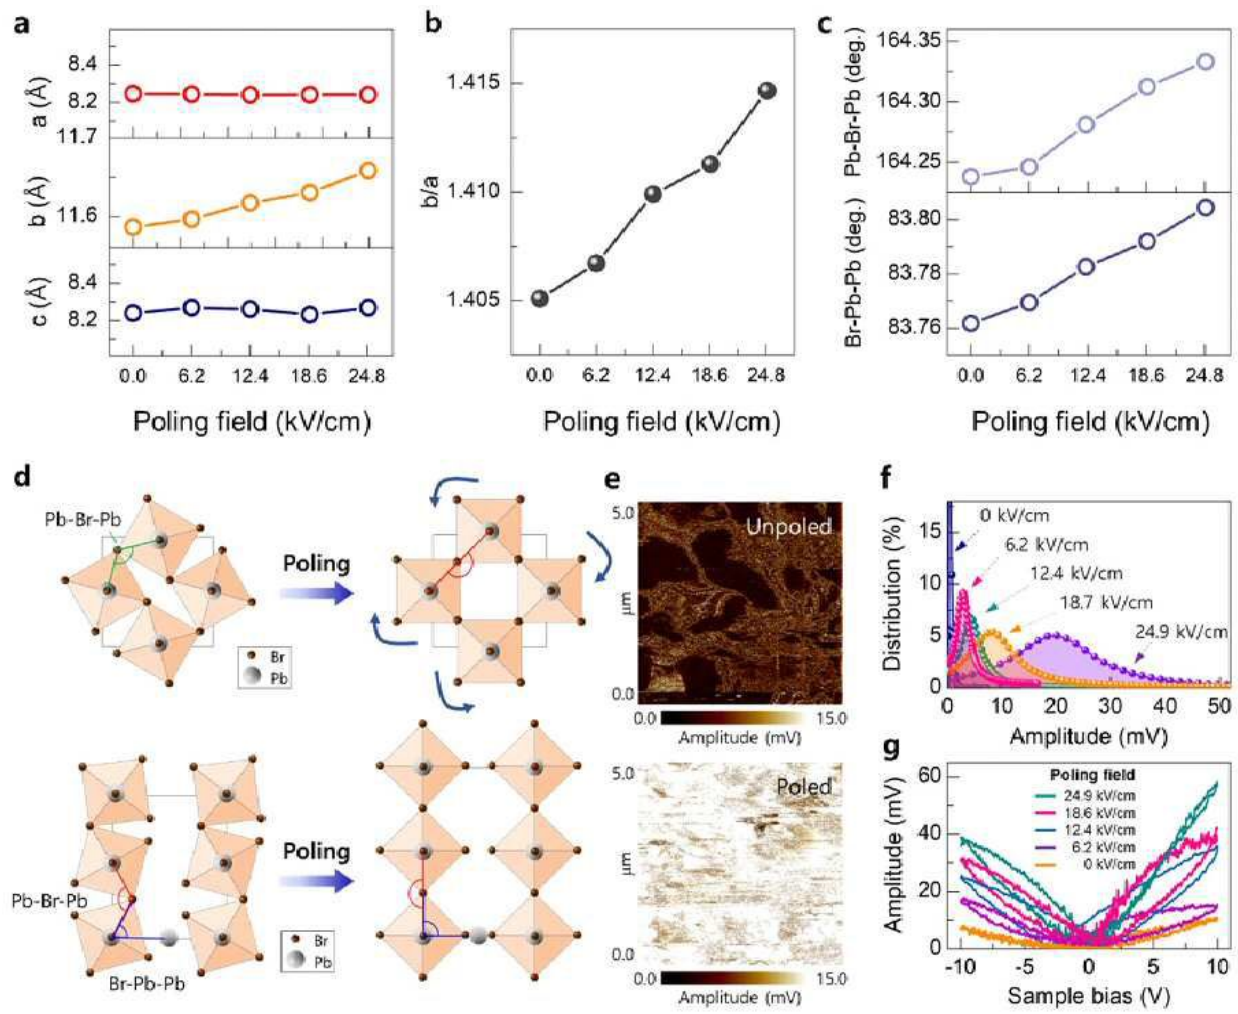 a
a (Å)
8.4
8.2
11.7
b (Å)
11.6
c (Å)
8.4
8.2
0.0 6.2 12.4 18.6 24.8
Poling field (kV/cm)
b
b/a
1.415
1.410
1.405
0.0 6.2 12.4 18.6 24.8
Poling field (kV/cm)
c
Pb-Br-Pb (deg.)
164.35
164.30
164.25
Br-Pb-Pb (deg.)
83.80
83.78
83.76
0.0 6.2 12.4 18.6 24.8
Poling field (kV/cm)
d
Pb-Br-Pb
Poling
Br
Pb
Pb-Br-Pb
Br-Pb-Pb
Poling
Br
Pb
e
5.0
Unpoled
μm
0.0
0.0 15.0
Amplitude (mV)
5.0
Poled
μm
0.0
0.0 15.0
Amplitude (mV)
f
Distribution (%)
15
10
5
0
0 kV/cm
6.2 kV/cm
12.4 kV/cm
18.7 kV/cm
24.9 kV/cm
0 10 20 30 40 50
Amplitude (mV)
g
Amplitude (mV)
60
40
20
0
Poling field
24.9 kV/cm
18.6 kV/cm
12.4 kV/cm
6.2 kV/cm
0 kV/cm
-10 -5 0 5 10
Sample bias (V)